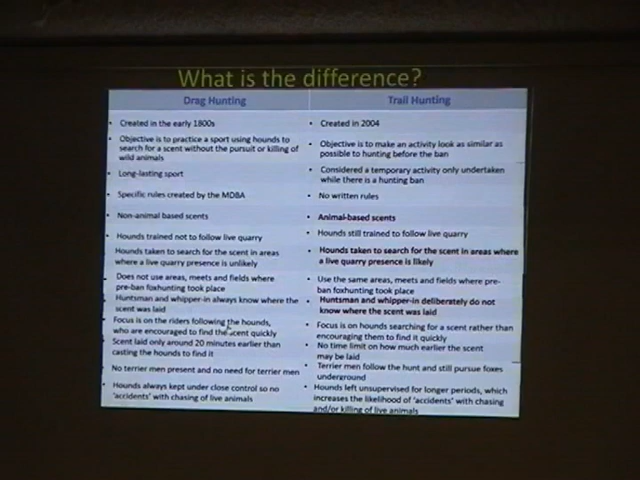 What is the difference?
Drag Hunting
Trail Hunting
• Created in the early 1800s
• Created in 2004
• Objective is to practice a sport using hounds to
search for a scent without the pursuit or killing of
wild animals
• Objective is to make an activity look as similar as
possible to hunting before the ban
• Long-lasting sport
• Considered a temporary activity only undertaken
while there is a hunting ban
• Specific rules created by the MDBA
• No written rules
• Non-animal based scents
• Animal-based scents
• Hounds trained not to follow live quarry
• Hounds still trained to follow live quarry
Hounds taken to search for the scent in areas
where a live quarry presence is unlikely
• Hounds taken to search for the scent in areas where
a live quarry presence is likely
• Does not use areas, meets and fields where
pre-ban foxhunting took place
• Use the same areas, meets and fields where pre-
ban foxhunting took place
• Huntsman and whipper-in always know where the
scent was laid
• Huntsman and whipper-in deliberately do not
know where the scent was laid
• Focus is on the riders following the hounds,
who are encouraged to find the scent quickly
• Focus is on hounds searching for a scent rather than
encouraging them to find it quickly
• Scent laid only around 20 minutes earlier than
casting the hounds to find it
• No time limit on how much earlier the scent
may be laid
• No terrier men present and no need for terrier men
• Terrier men follow the hunt and still pursue foxes
underground
• Hounds always kept under close control so no
'accidents' with chasing of live animals
• Hounds left unsupervised for longer periods, which
increases the likelihood of 'accidents' with chasing
and/or killing of live animals